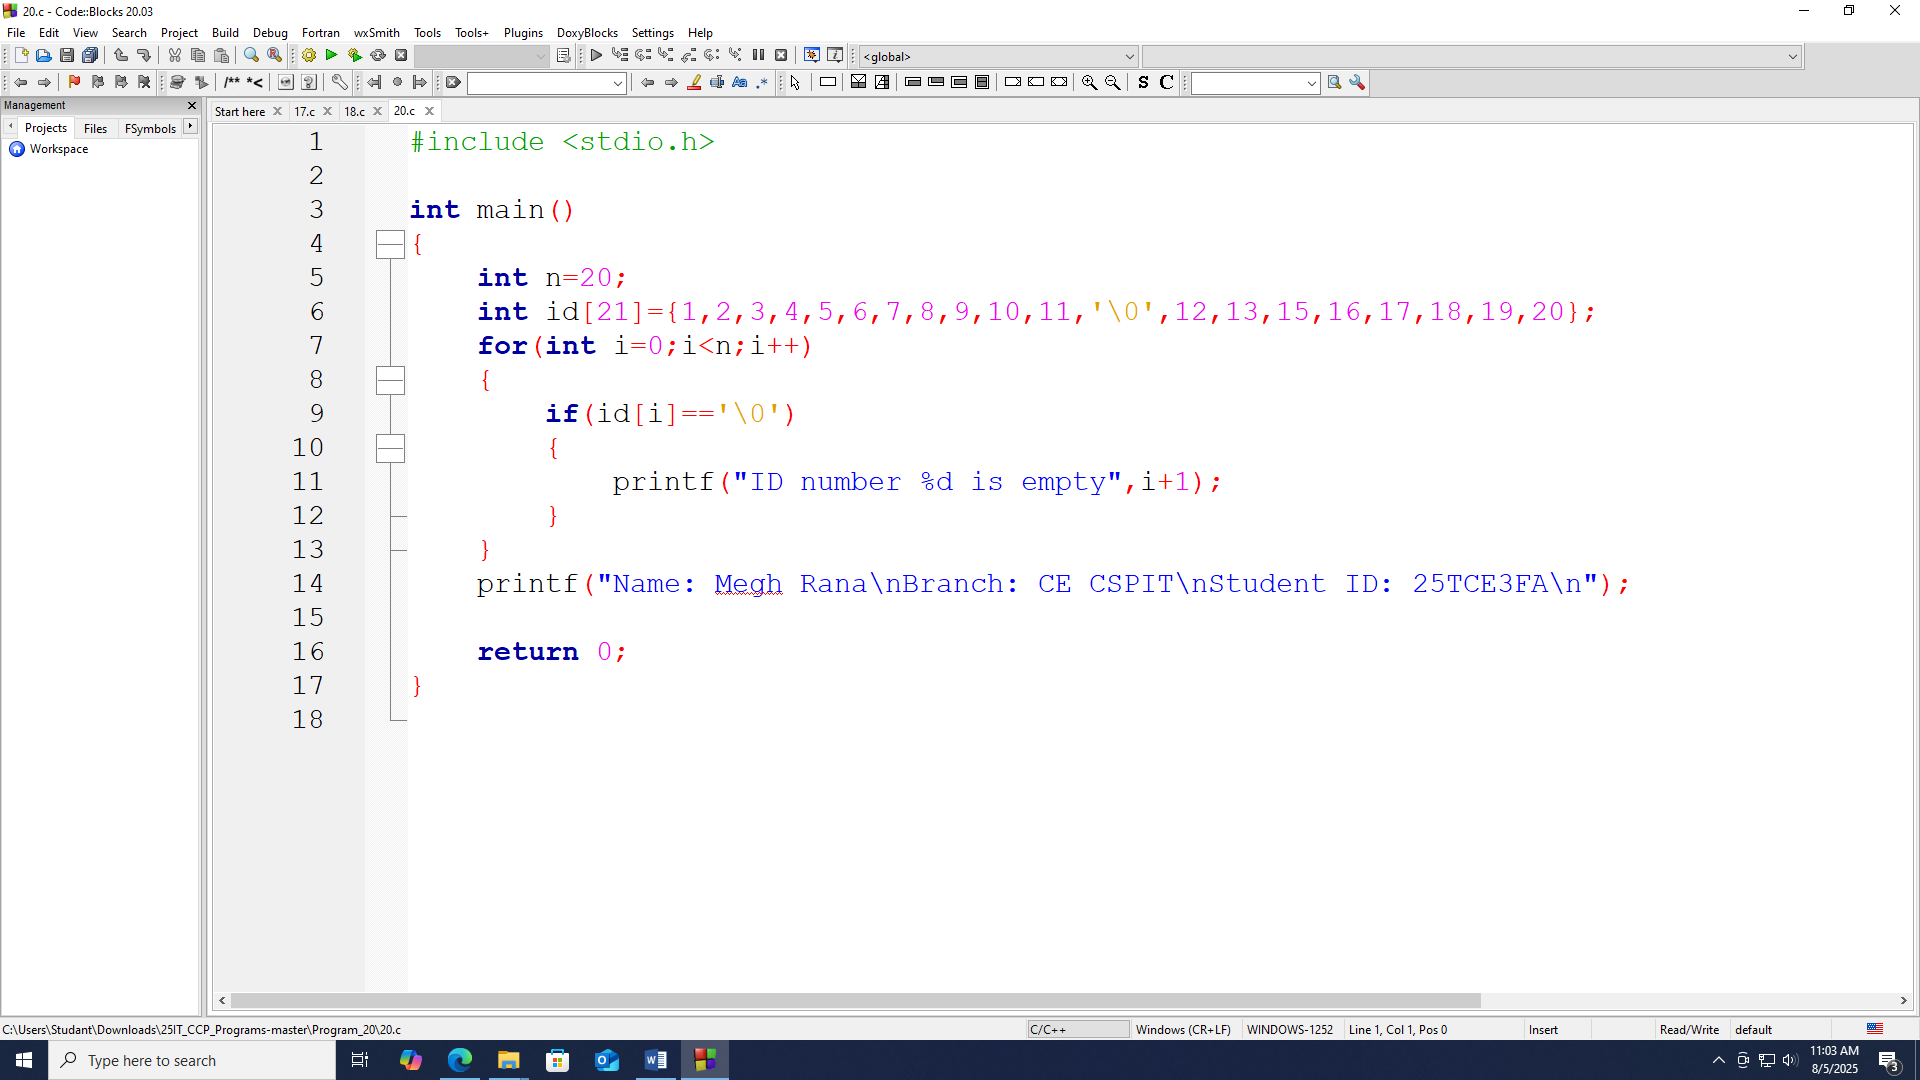 20.c - Code::Blocks 20.03
File Edit View Search Project Build Debug Fortran wxSmith Tools Tools+ Plugins DoxyBlocks Settings Help
<global>
/** *< Aa .* S C
Management
Start here 17.c 18.c 20.c
Projects Files FSymbols
Workspace
1 #include <stdio.h>
2
3 int main()
4 {
5 int n=20;
6 int id[21]={1,2,3,4,5,6,7,8,9,10,11,'\0',12,13,15,16,17,18,19,20};
7 for(int i=0;i<n;i++)
8 {
9 if(id[i]=='\0')
10 {
11 printf("ID number %d is empty",i+1);
12 }
13 }
14 printf("Name: Megh Rana\nBranch: CE CSPIT\nStudent ID: 25TCE3FA\n");
15
16 return 0;
17 }
18
C:\Users\Studant\Downloads\25IT_CCP_Programs-master\Program_20\20.c C/C++ Windows (CR+LF) WINDOWS-1252 Line 1, Col 1, Pos 0 Insert Read/Write default
Type here to search
11:03 AM
8/5/2025
3